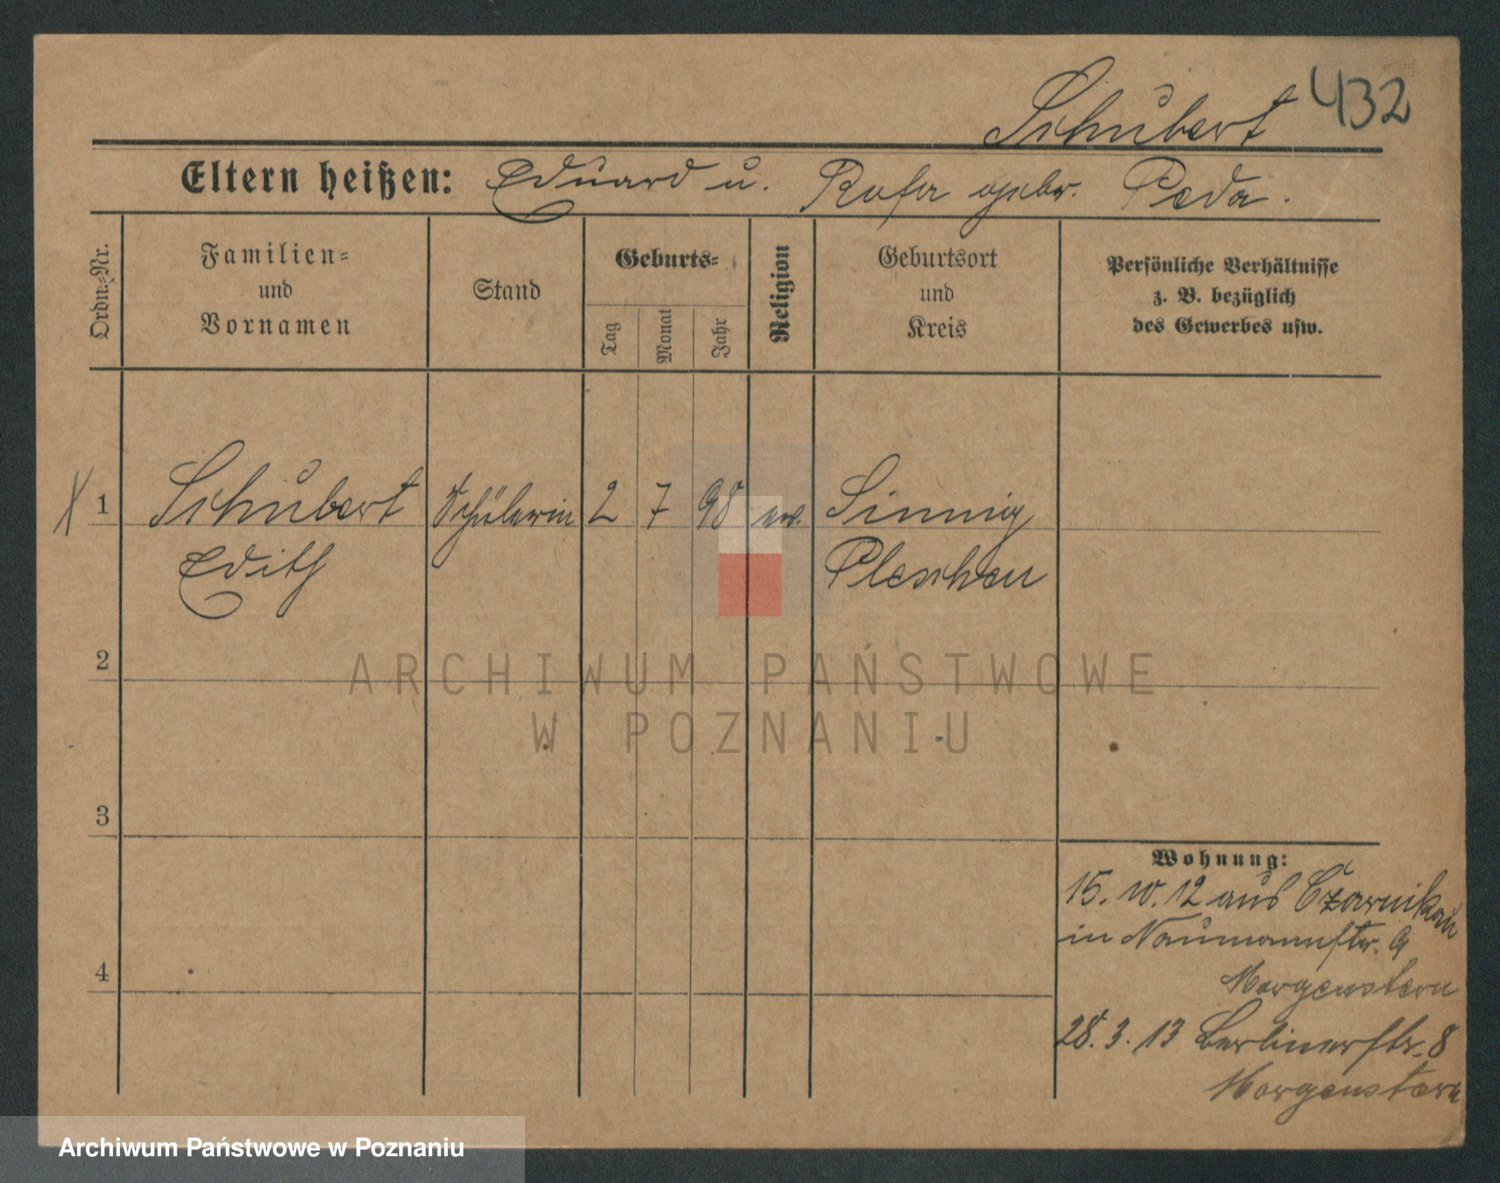 Schubert 432
Eltern heißen: Eduard u. Rosa gebr. Peda.
Ordn.-Nr.
Familien-
und
Vornamen
Stand
Geburts-
Tag
Monat
Jahr
Religion
Geburtsort
und
Kreis
Persönliche Verhältnisse
z. B. bezüglich
des Gewerbes usw.
1 Schubert Schülerin 2 7 98 ev. Sinnig
Edith Pleschen
2
3
4
Wohnung:
15. 10. 12 aus Czarnikau
in Naumannstr. 9
Morgenstern
28. 3. 13 Berlinerstr. 8
Morgenstern
ARCHIWUM PAŃSTWOWE
W POZNANIU
Archiwum Państwowe w Poznaniu